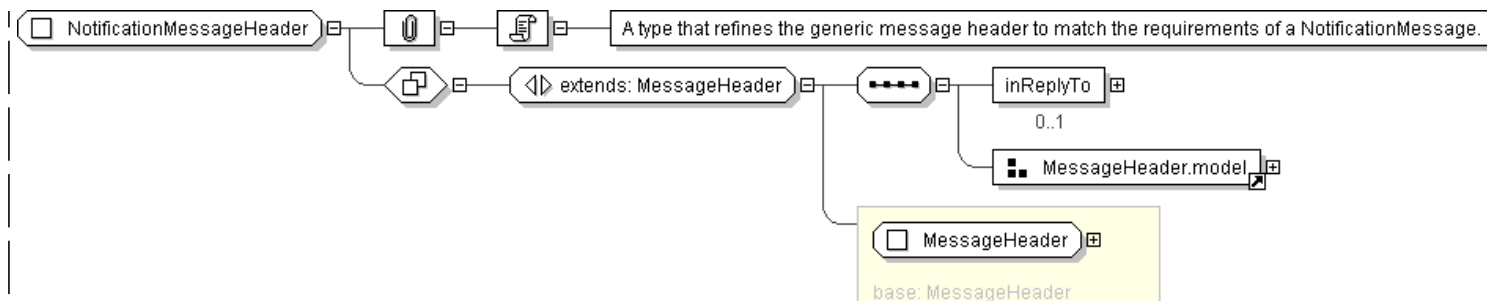 NotificationMessageHeader
A type that refines the generic message header to match the requirements of a NotificationMessage.
extends: MessageHeader
inReplyTo
0..1
MessageHeader.model
MessageHeader
base: MessageHeader